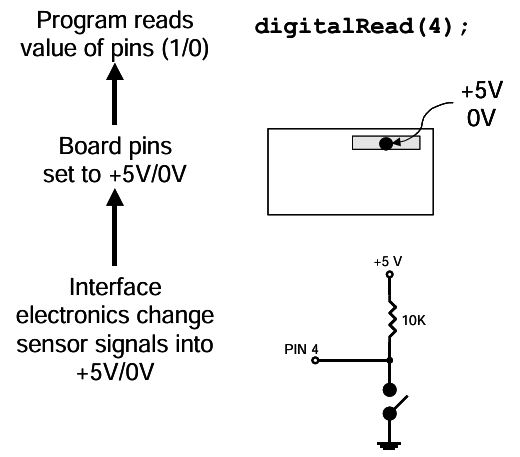 Program reads
value of pins (1/0)
digitalRead(4);
+5V
0V
Board pins
set to +5V/0V
Interface
electronics change
sensor signals into
+5V/0V
+5 V
10K
PIN 4